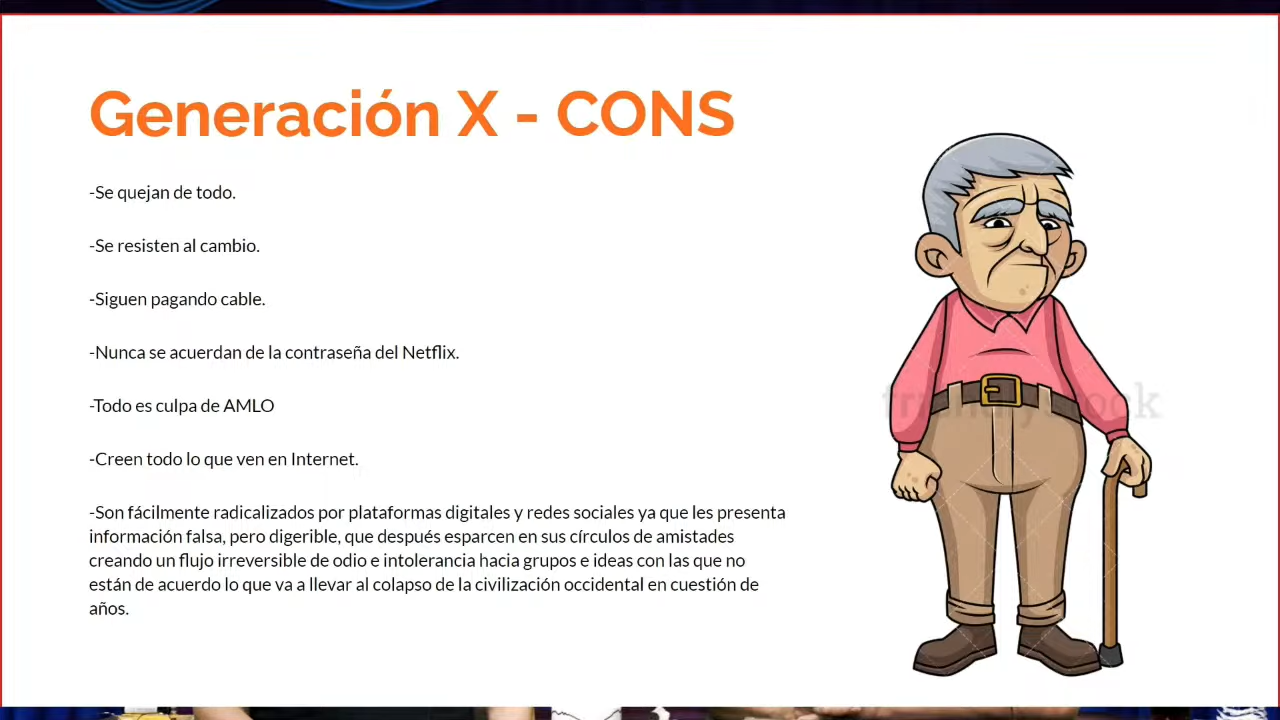 Generación X - CONS
-Se quejan de todo.
-Se resisten al cambio.
-Siguen pagando cable.
-Nunca se acuerdan de la contraseña del Netflix.
-Todo es culpa de AMLO
-Creen todo lo que ven en Internet.
-Son fácilmente radicalizados por plataformas digitales y redes sociales ya que les presenta
información falsa, pero digerible, que después esparcen en sus círculos de amistades
creando un flujo irreversible de odio e intolerancia hacia grupos e ideas con las que no
están de acuerdo lo que va a llevar al colapso de la civilización occidental en cuestión de
años.